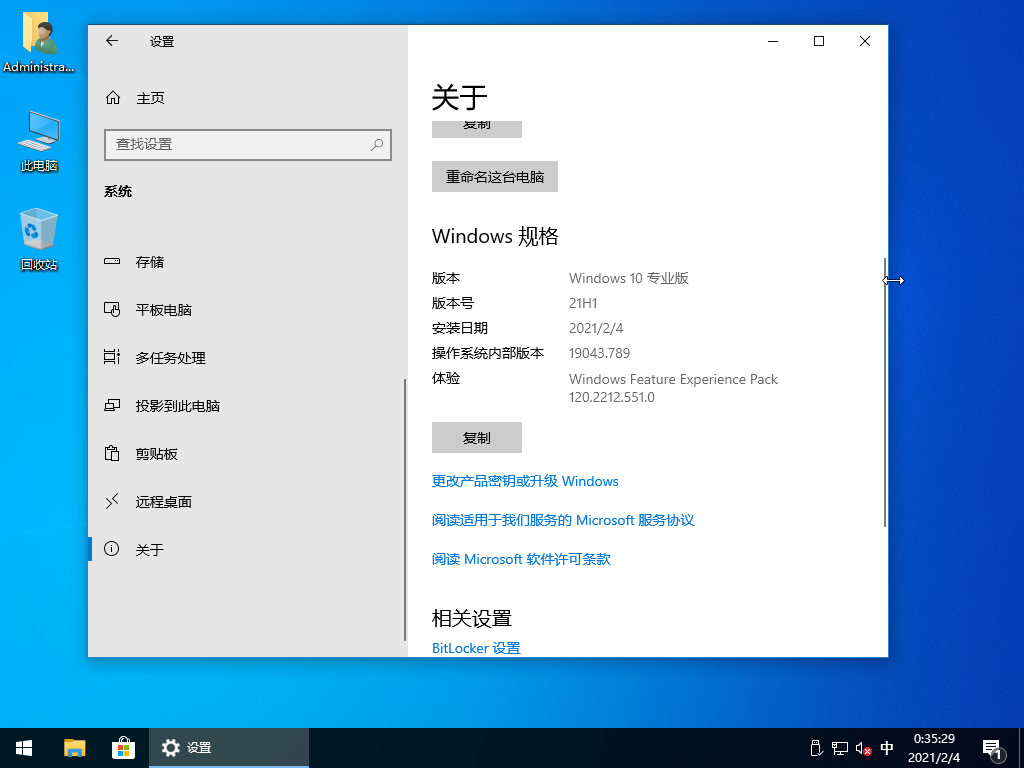 Administra...
此电脑
回收站
设置
主页
查找设置
系统
存储
平板电脑
多任务处理
投影到此电脑
剪贴板
远程桌面
关于
关于
复制
重命名这台电脑
Windows 规格
版本 Windows 10 专业版
版本号 21H1
安装日期 2021/2/4
操作系统内部版本 19043.789
体验 Windows Feature Experience Pack
120.2212.551.0
复制
更改产品密钥或升级 Windows
阅读适用于我们服务的 Microsoft 服务协议
阅读 Microsoft 软件许可条款
相关设置
BitLocker 设置
设置
中
0:35:29
2021/2/4
1